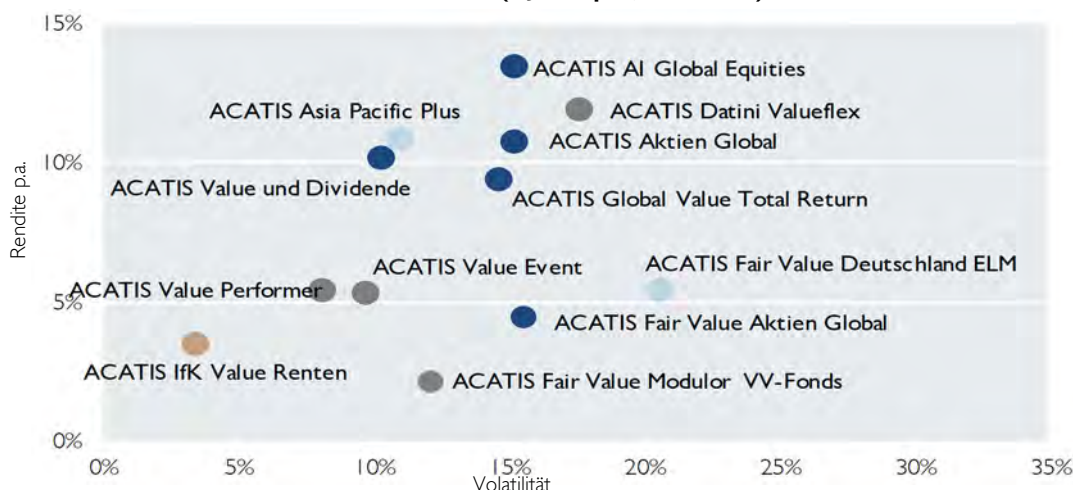 15%
ACATIS AI Global Equities
ACATIS Asia Pacific Plus
ACATIS Datini Valueflex
ACATIS Aktien Global
10%
ACATIS Value und Dividende
ACATIS Global Value Total Return
Rendite p.a.
ACATIS Value Event
ACATIS Fair Value Deutschland ELM
ACATIS Value Performer
5%
ACATIS Fair Value Aktien Global
ACATIS IfK Value Renten
ACATIS Fair Value Modulor VV-Fonds
0%
0% 5% 10% 15% 20% 25% 30% 35%
Volatilität